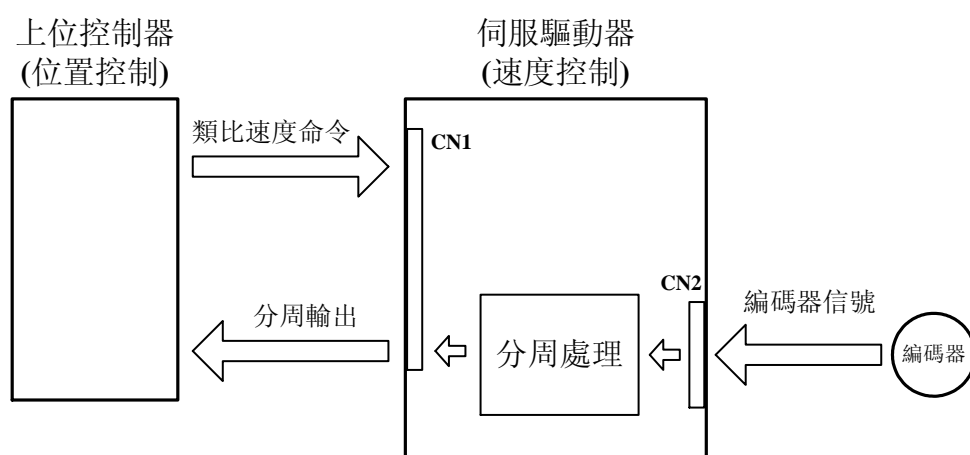 上位控制器
(位置控制)
伺服驅動器
(速度控制)
類比速度命令
CN1
CN2
分周輸出
分周處理
編碼器信號
編碼器